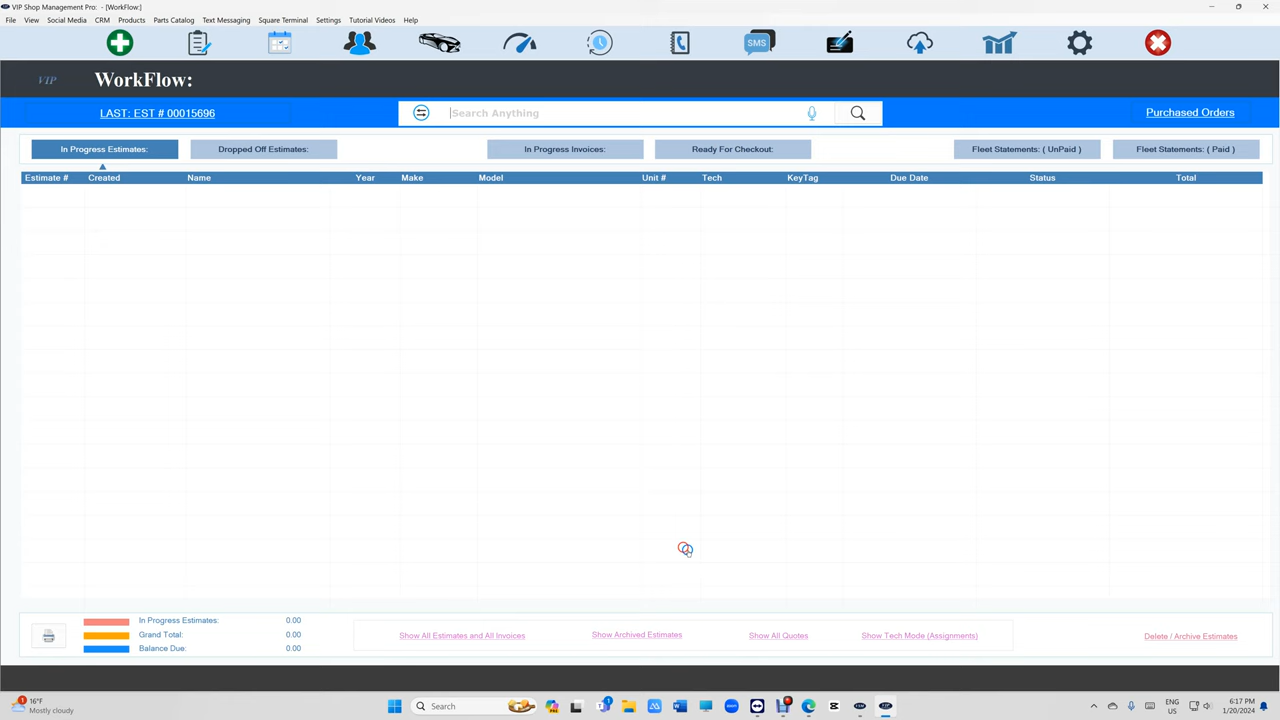 VIP Shop Management Pro: - [WorkFlow:]
File View Social Media CRM Products Parts Catalog Text Messaging Square Terminal Settings Tutorial Videos Help
SMS
VIP WorkFlow:
LAST: EST # 00015696 Search Anything Purchased Orders
In Progress Estimates: Dropped Off Estimates: In Progress Invoices: Ready For Checkout: Fleet Statements: ( UnPaid ) Fleet Statements: ( Paid )
Estimate # Created Name Year Make Model Unit # Tech KeyTag Due Date Status Total
In Progress Estimates: 0.00
Grand Total: 0.00
Balance Due: 0.00
Show All Estimates and All Invoices Show Archived Estimates Show All Quotes Show Tech Mode (Assignments) Delete / Archive Estimates
1 16°F
Mostly cloudy
Search
1
ENG
US
6:17 PM
1/20/2024